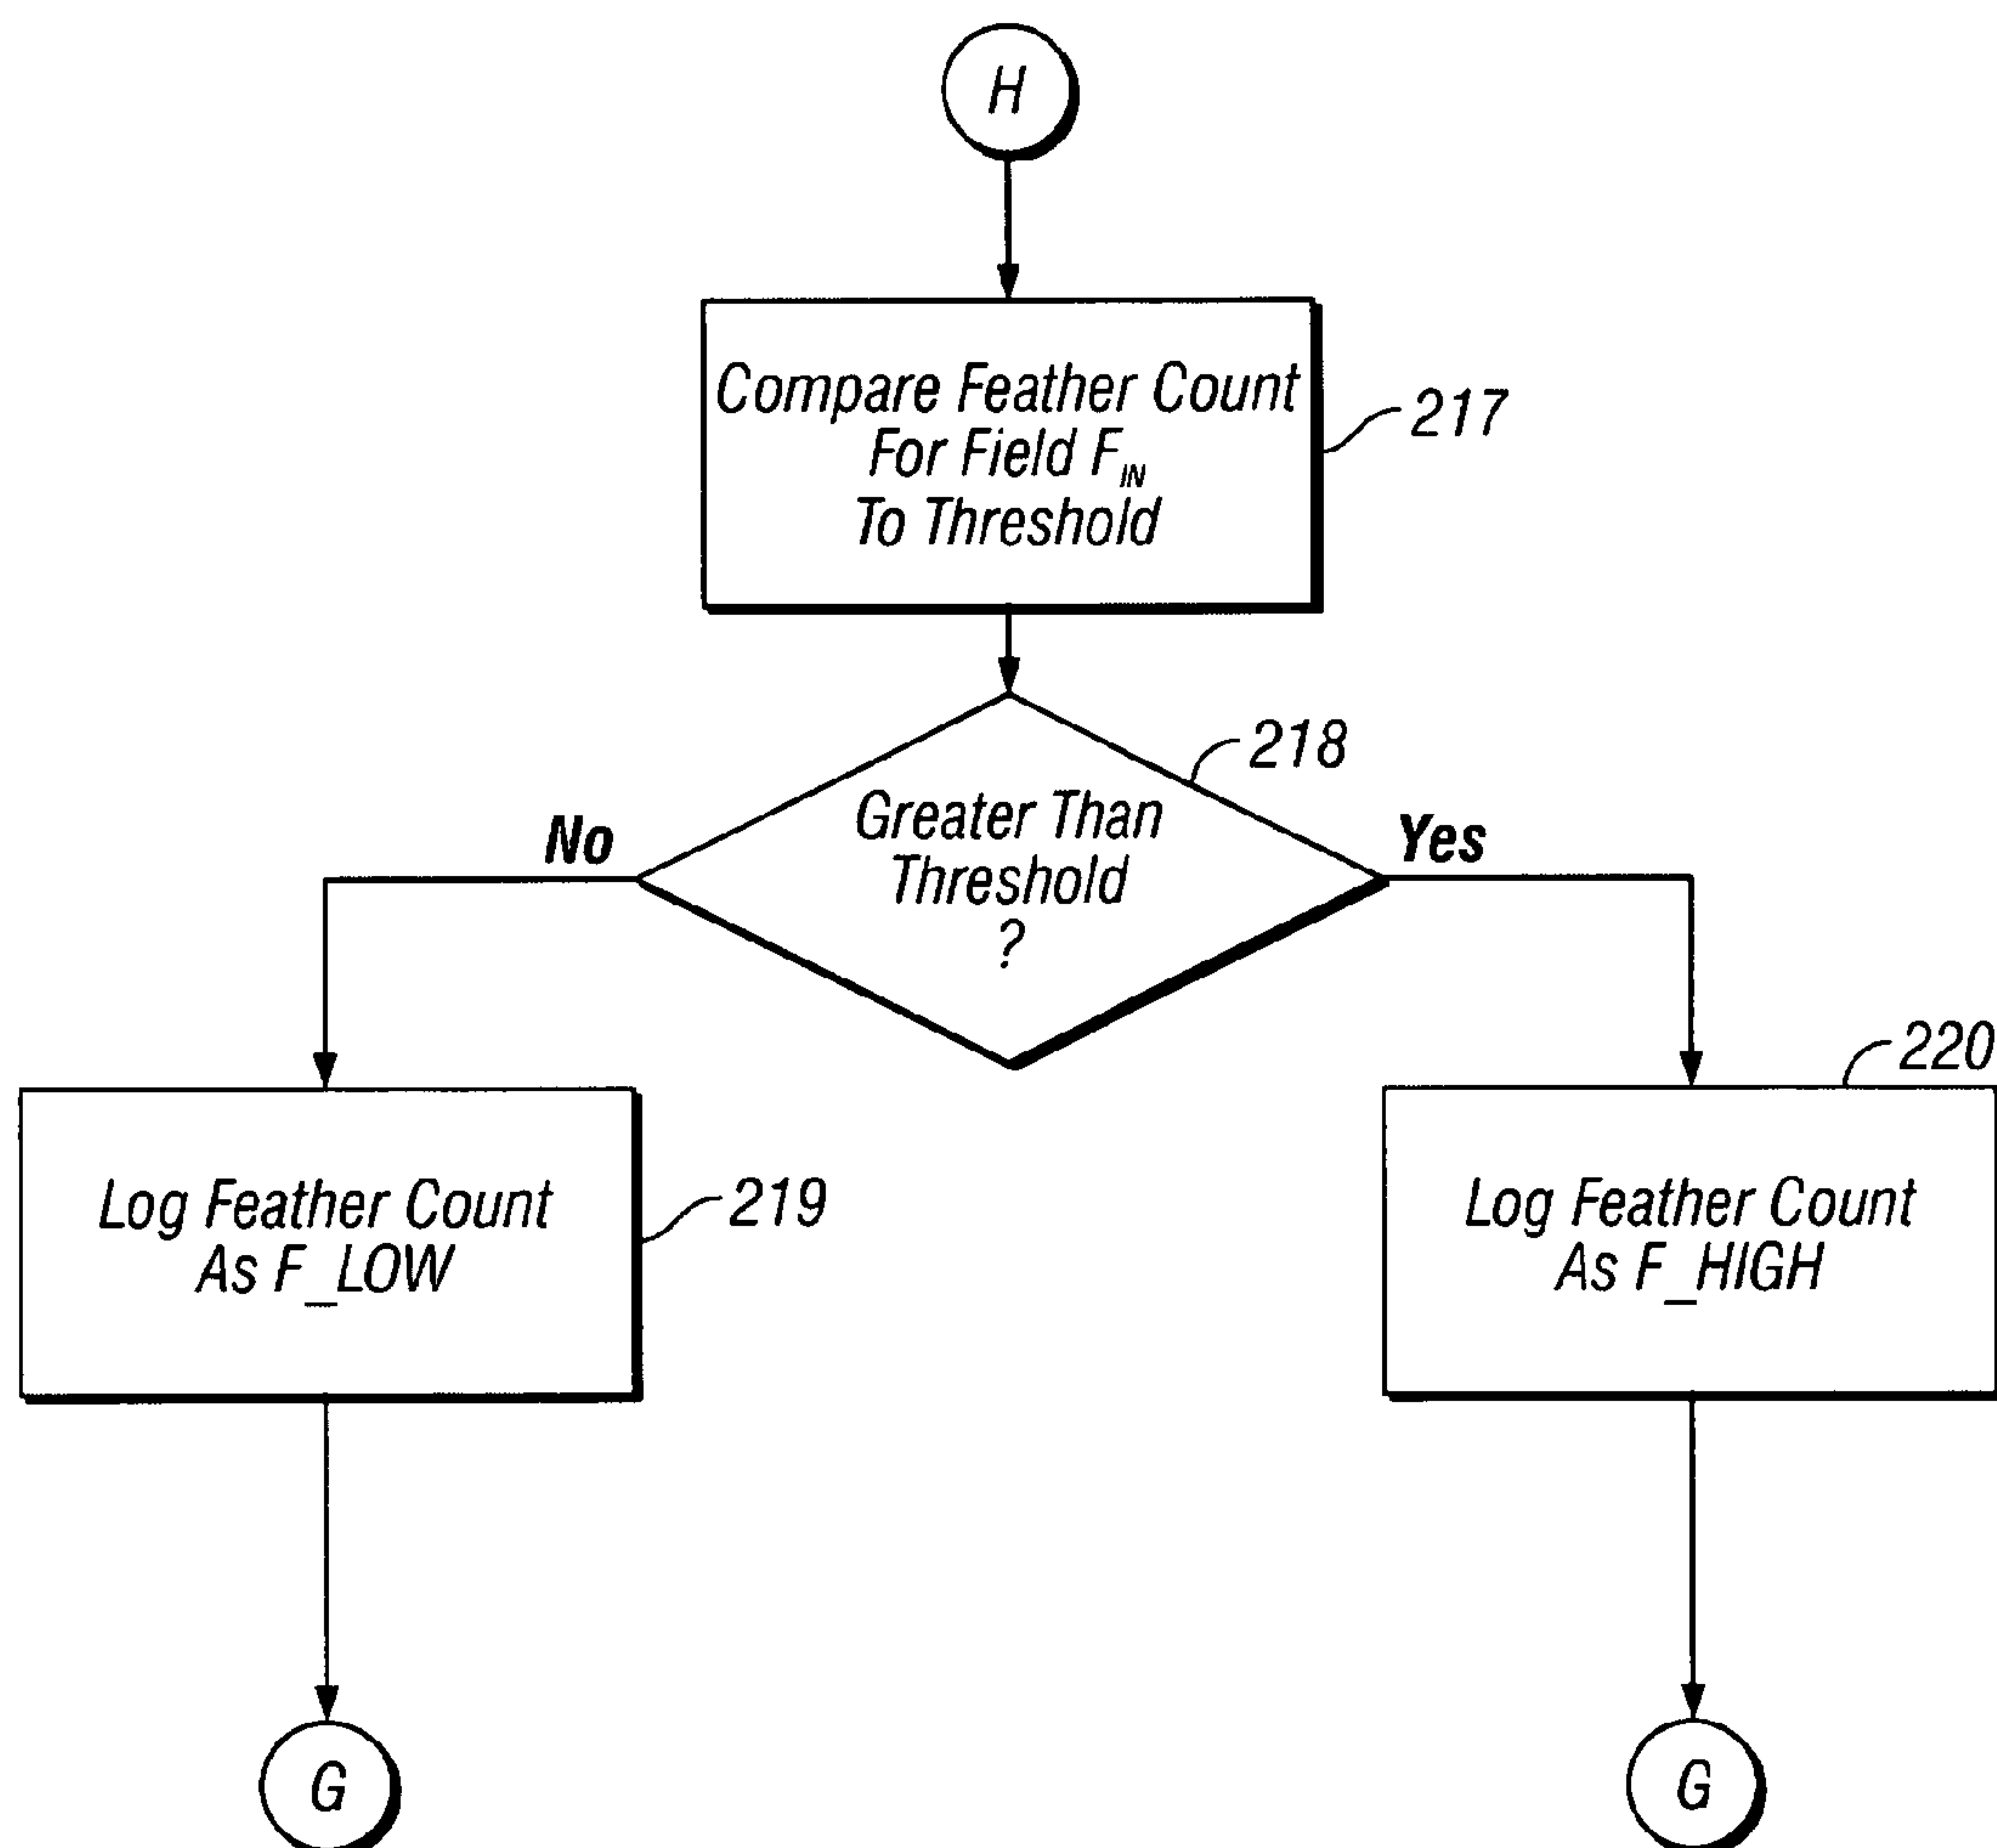 H
Compare Feather Count
For Field F_IN
To Threshold
217
218
Greater Than
Threshold
?
No
Yes
220
Log Feather Count
As F_LOW
219
Log Feather Count
As F_HIGH
G
G